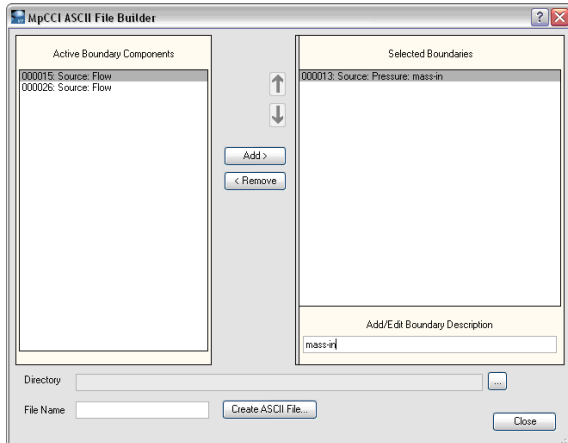 MpCCI ASCII File Builder
Active Boundary Components
000015: Source: Flow
000026: Source: Flow
Add >
< Remove
Selected Boundaries
000013: Source: Pressure: mass-in
Add/Edit Boundary Description
mass-in
Directory
...
File Name
Create ASCII File...
Close